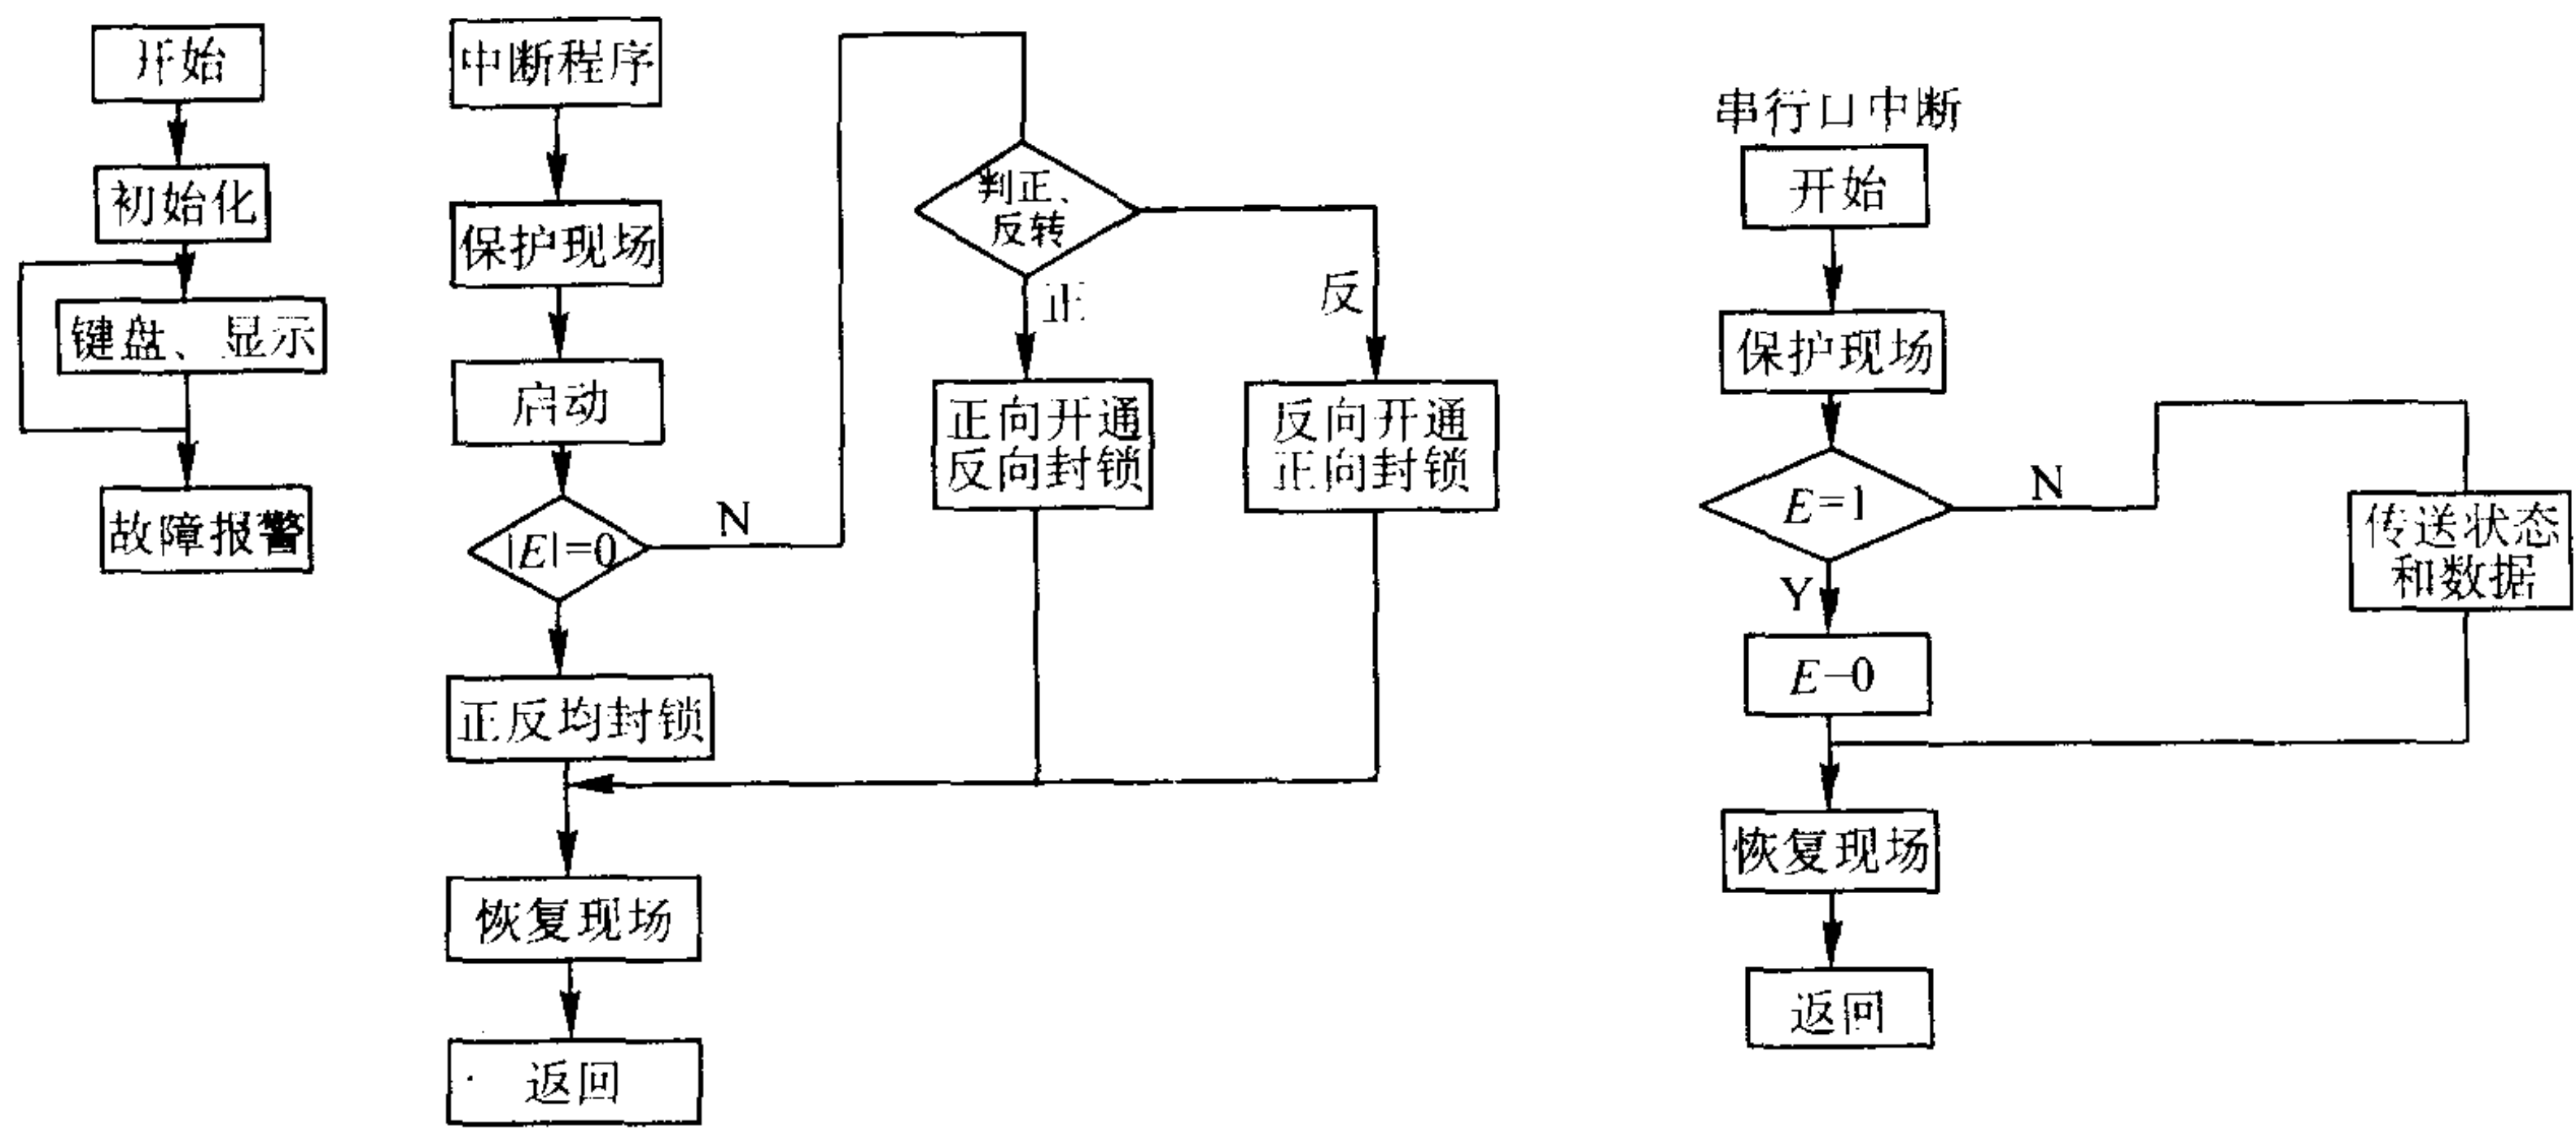 开始
初始化
键盘、显示
故障报警
中断程序
保护现场
启动
|E|=0
N
正反均封锁
恢复现场
返回
判正、
反转
正
反
正向开通
反向封锁
反向开通
正向封锁
串行口中断
开始
保护现场
E=1
N
Y
传送状态
和数据
E-0
恢复现场
返回